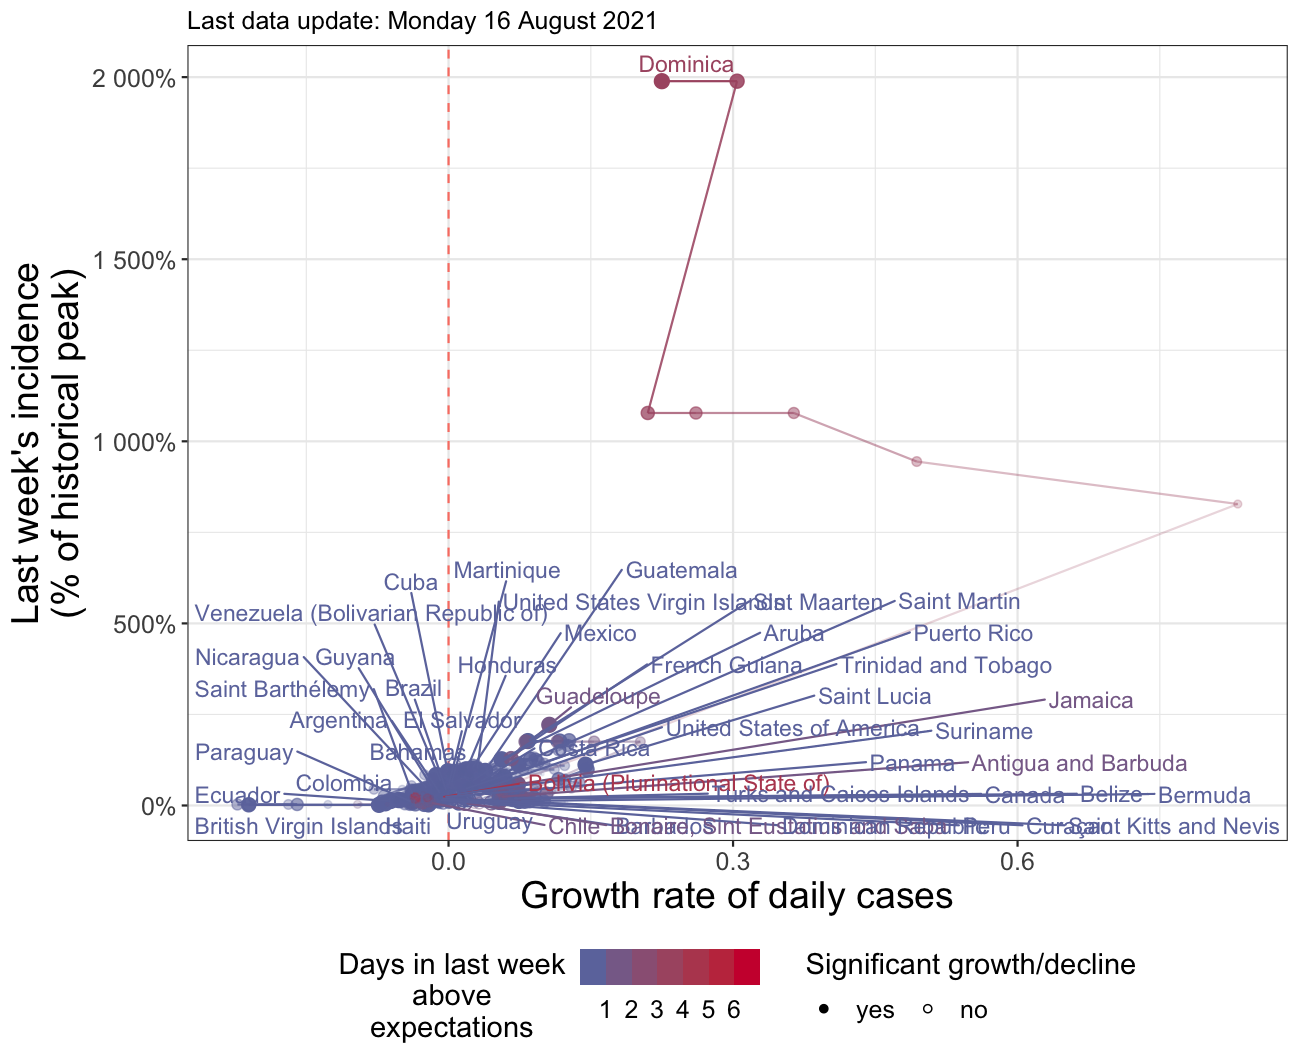 Last data update: Monday 16 August 2021
Last week's incidence
(% of historical peak)
2 000%
1 500%
1 000%
500%
0%
Dominica
Martinique
Guatemala
Cuba
United States Virgin Islands
Sint Maarten
Saint Martin
Venezuela (Bolivarian Republic of)
Mexico
Aruba
Puerto Rico
Nicaragua
Guyana
Honduras
French Guiana
Trinidad and Tobago
Saint Barthélemy
Brazil
Guadeloupe
Saint Lucia
Jamaica
Argentina
El Salvador
United States of America
Suriname
Paraguay
Bahamas
Costa Rica
Panama
Antigua and Barbuda
Colombia
Bolivia (Plurinational State of)
Ecuador
Turks and Caicos Islands
Canada
Belize
Bermuda
British Virgin Islands
Haiti
Uruguay
Chile
Barbados
Dominican Republic
Peru
Curaçao
Saint Kitts and Nevis
0.0
0.3
0.6
Growth rate of daily cases
Days in last week
above
expectations
1 2 3 4 5 6
Significant growth/decline
yes
no